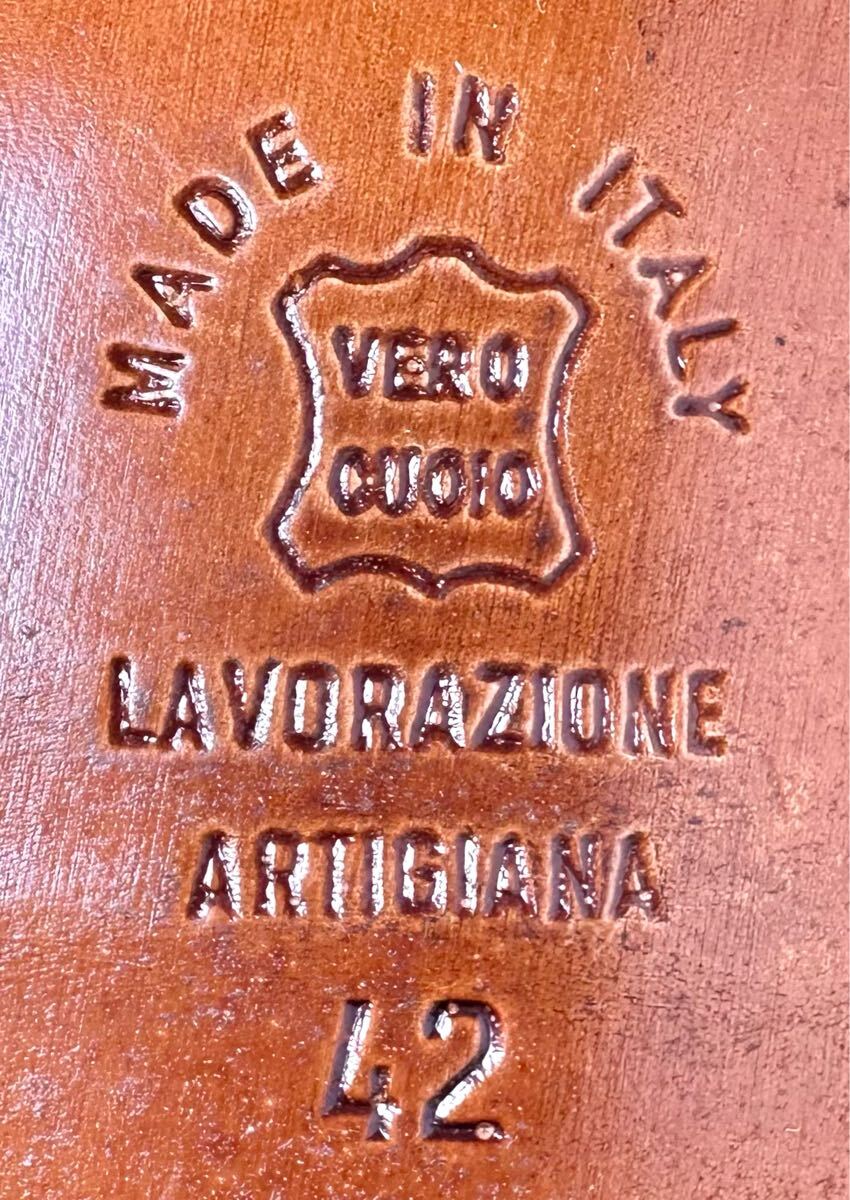 MADE IN ITALY
VERO
CUOIO
LAVORAZIONE
ARTIGIANA
42